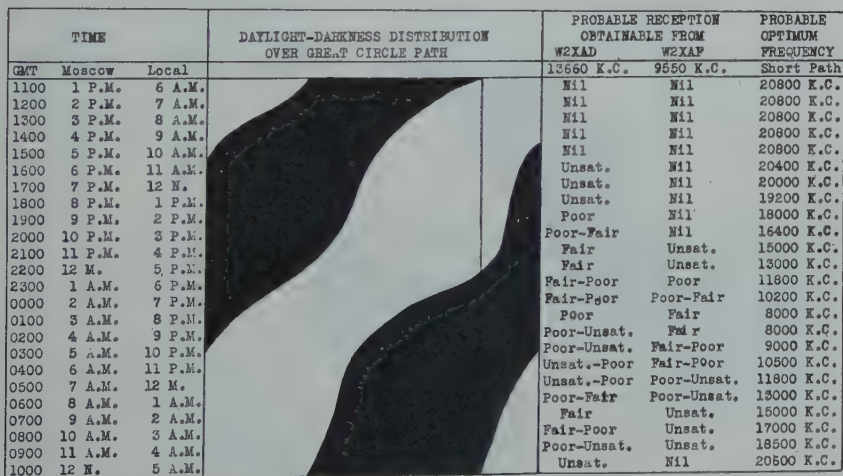 TIME DAYLIGHT-DARKNESS DISTRIBUTION OVER GREAT CIRCLE PATH PROBABLE RECEPTION OBTAINABLE FROM PROBABLE OPTIMUM FREQUENCY
W2XAD W2XAF
GMT Moscow Local 13660 K.C. 9550 K.C. Short Path
1100 1 P.M. 6 A.M. Nil Nil 20800 K.C.
1200 2 P.M. 7 A.M. Nil Nil 20800 K.C.
1300 3 P.M. 8 A.M. Nil Nil 20800 K.C.
1400 4 P.M. 9 A.M. Nil Nil 20800 K.C.
1500 5 P.M. 10 A.M. Nil Nil 20800 K.C.
1600 6 P.M. 11 A.M. Unsat. Nil 20400 K.C.
1700 7 P.M. 12 N. Unsat. Nil 20000 K.C.
1800 8 P.M. 1 P.M. Unsat. Nil 19200 K.C.
1900 9 P.M. 2 P.M. Poor Nil 18000 K.C.
2000 10 P.M. 3 P.M. Poor-Fair Nil 16400 K.C.
2100 11 P.M. 4 P.M. Fair Unsat. 15000 K.C.
2200 12 M. 5 P.M. Fair Unsat. 13000 K.C.
2300 1 A.M. 6 P.M. Fair-Poor Poor 11800 K.C.
0000 2 A.M. 7 P.M. Fair-Poor Poor-Fair 10200 K.C.
0100 3 A.M. 8 P.M. Poor Fair 8000 K.C.
0200 4 A.M. 9 P.M. Poor-Unsat. Fair 8000 K.C.
0300 5 A.M. 10 P.M. Poor-Unsat. Fair-Poor 9000 K.C.
0400 6 A.M. 11 P.M. Unsat.-Poor Fair-Poor 10500 K.C.
0500 7 A.M. 12 M. Unsat.-Poor Poor-Unsat. 11800 K.C.
0600 8 A.M. 1 A.M. Poor-Fair Poor-Unsat. 13000 K.C.
0700 9 A.M. 2 A.M. Fair Unsat. 15000 K.C.
0800 10 A.M. 3 A.M. Fair-Poor Unsat. 17000 K.C.
0900 11 A.M. 4 A.M. Poor-Unsat. Unsat. 18500 K.C.
1000 12 N. 5 A.M. Unsat. Nil 20500 K.C.